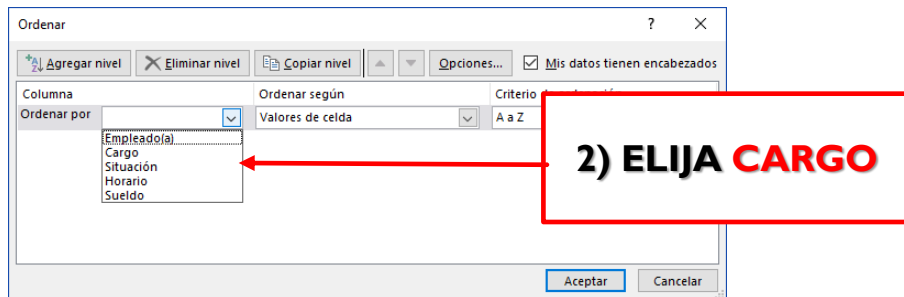 Ordenar ?
Agregar nivel Eliminar nivel Copiar nivel Opciones... Mis datos tienen encabezados
Columna Ordenar según Criterio
Ordenar por Valores de celda A a Z
Empleado(a)
Cargo
Situación
Horario
Sueldo
2) ELIJA CARGO
Aceptar Cancelar